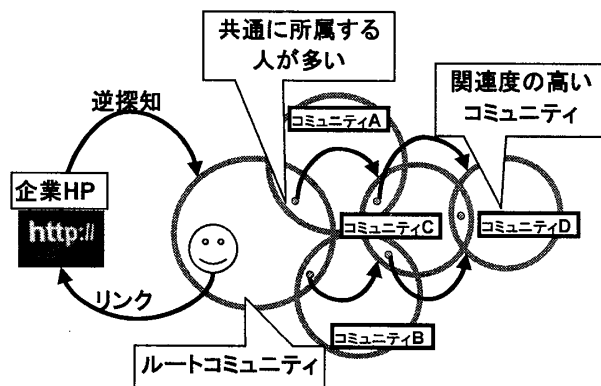 共通に所属する
人が多い
関連度の高い
コミュニティ
逆探知
コミュニティA
企業HP
http://
コミュニティC
コミュニティD
リンク
コミュニティB
ルートコミュニティ